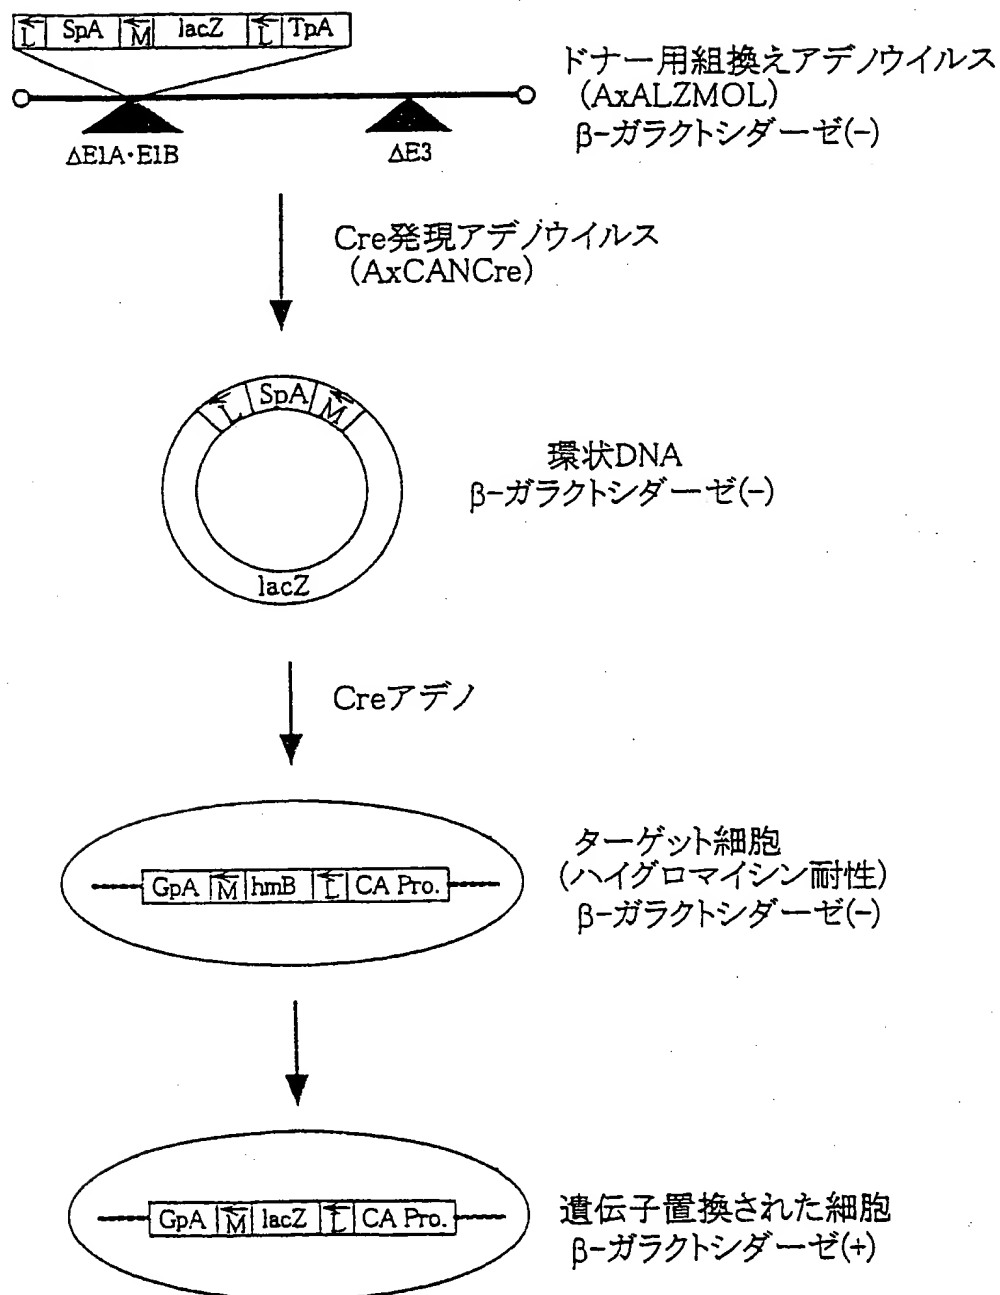 L SpA M lacZ L TpA
ドナー用組換えアデノウイルス
(AxALZMOL)
β-ガラクトシダーゼ(-)
ΔE1A·E1B
ΔE3
Cre発現アデノウイルス
(AxCANCre)
L SpA M
lacZ
環状DNA
β-ガラクトシダーゼ(-)
Creアデノ
GpA M hmB L CA Pro.
ターゲット細胞
(ハイグロマイシン耐性)
β-ガラクトシダーゼ(-)
GpA M lacZ L CA Pro.
遺伝子置換された細胞
β-ガラクトシダーゼ(+)